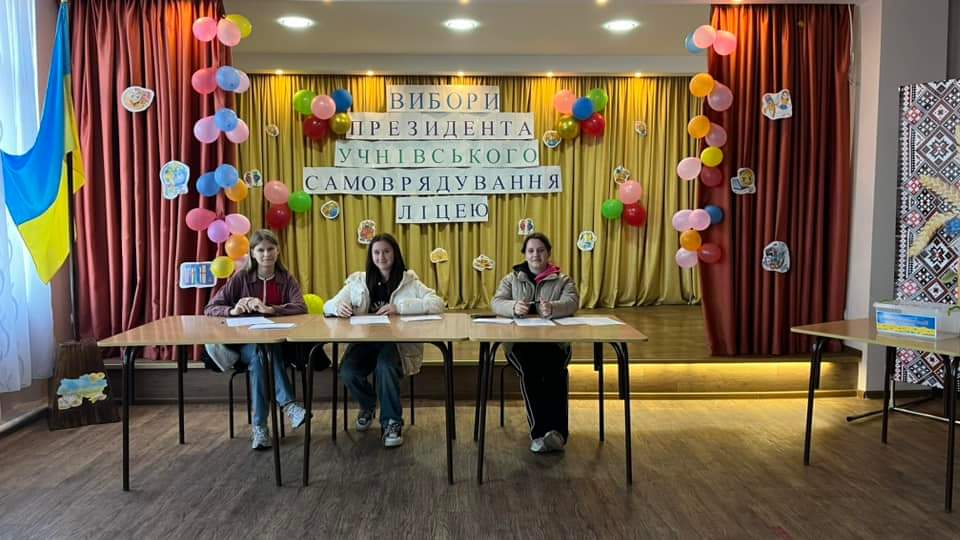 ВИБОРИ
ПРЕЗИДЕНТА
УЧНІВСЬКОГО
САМОВРЯДУВАННЯ
ЛІЦЕЮ